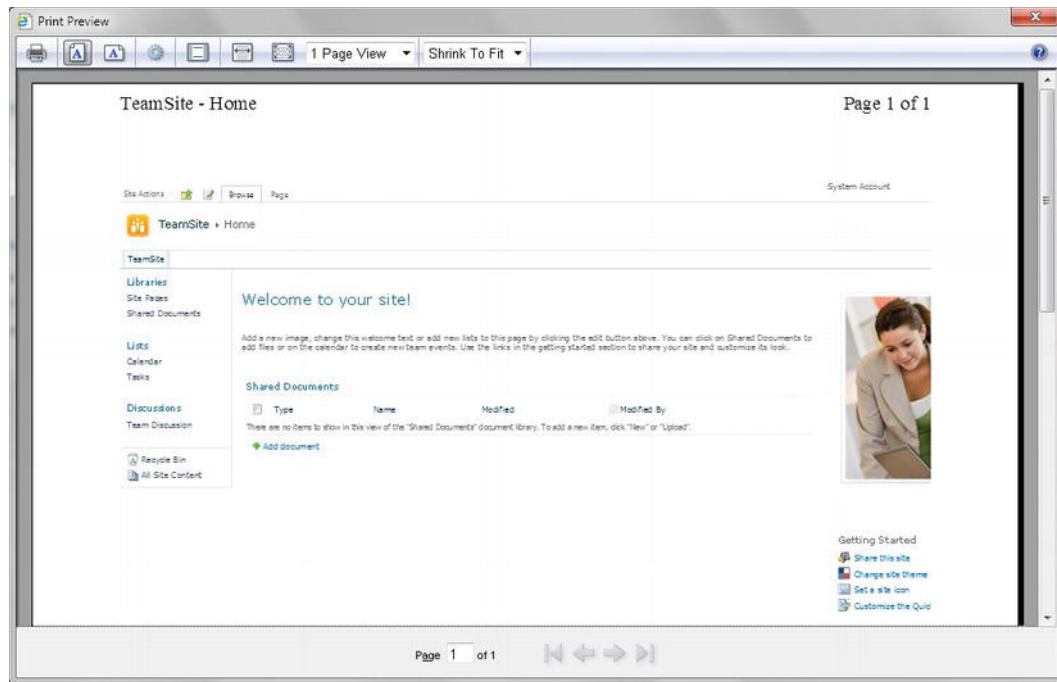 Print Preview
1 Page View Shrink To Fit
TeamSite - Home Page 1 of 1
System Account
Site Actions Browse Page
TeamSite Home
TeamSite
Libraries
Site Pages
Shared Documents
Lists
Calendar
Tasks
Discussions
Team Discussion
Recycle Bin
All Site Content
Welcome to your site!
Add a new image, change this welcome text or add new lists to this page by clicking the edit button above. You can click on Shared Documents to
add files or on the calendar to create new team events. Use the links in the getting started section to share your site and customize its look.
Shared Documents
Type Name Modified Modified By
There are no items to show in this view of the "Shared Documents" document library. To add a new item, click "New" or "Upload".
Add document
Getting Started
Share this site
Change site theme
Set a site icon
Customize the Quic
Page 1 of 1